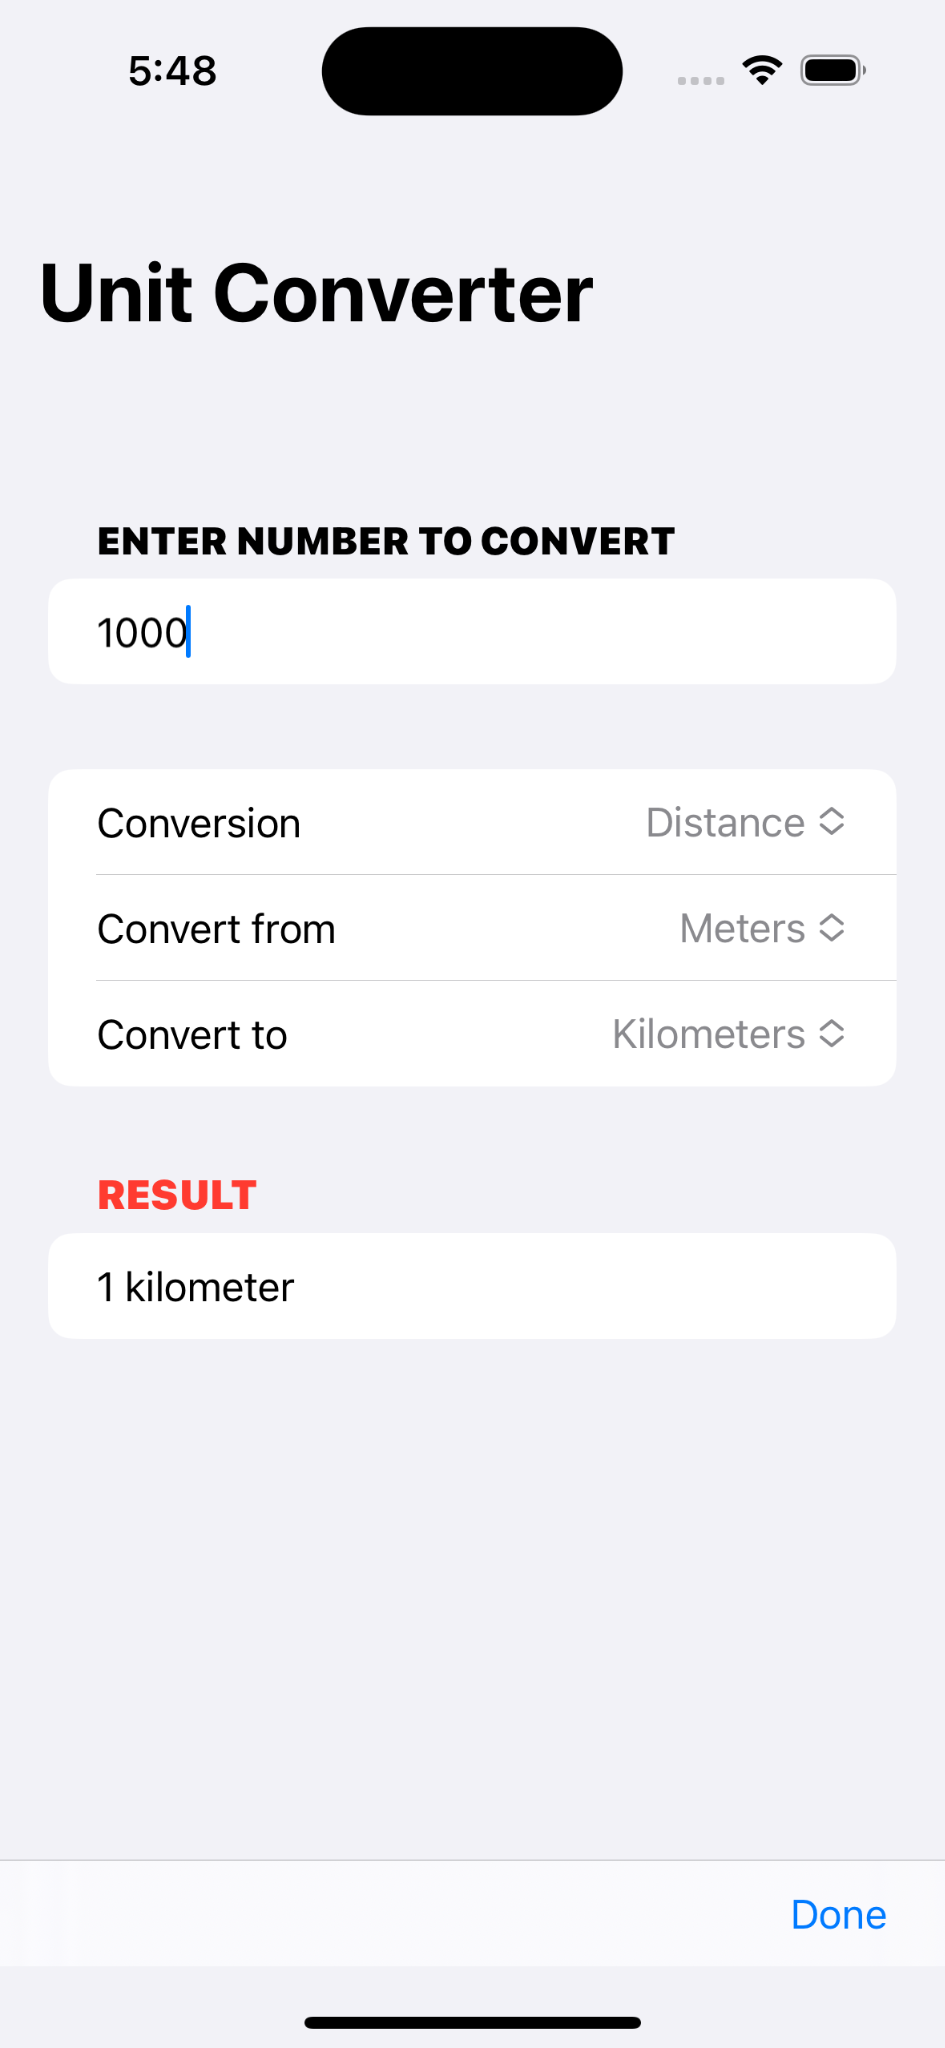 5:48
Unit Converter
ENTER NUMBER TO CONVERT
1000
Conversion Distance
Convert from Meters
Convert to Kilometers
RESULT
1 kilometer
Done